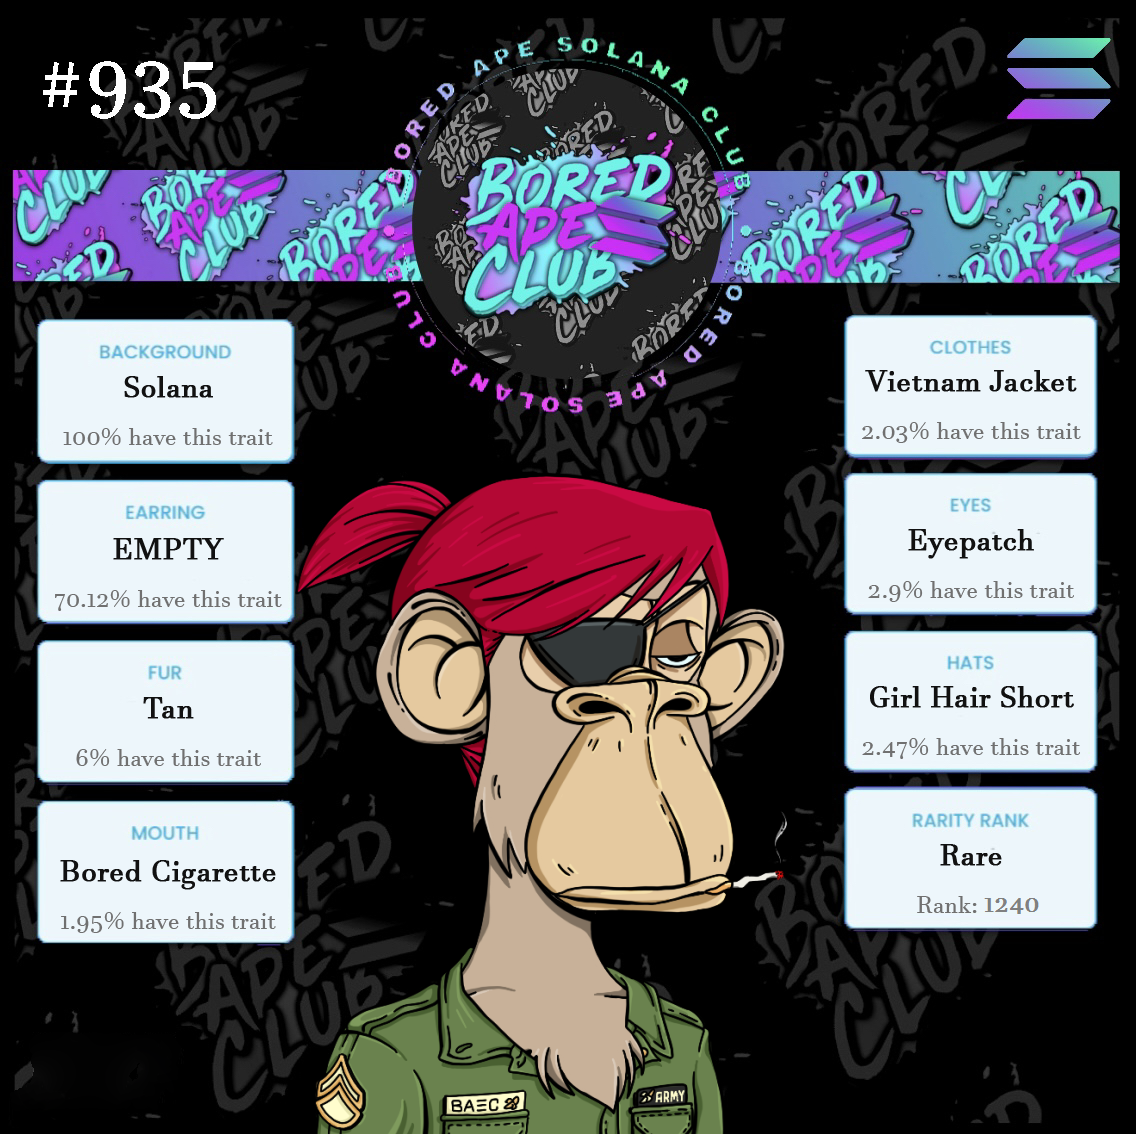 #935
BORED APE SOLANA CLUB
BORED APE SOLANA CLUB
BORED
APE
CLUB
BACKGROUND
Solana
100% have this trait
EARRING
EMPTY
70.12% have this trait
FUR
Tan
6% have this trait
MOUTH
Bored Cigarette
1.95% have this trait
CLOTHES
Vietnam Jacket
2.03% have this trait
EYES
Eyepatch
2.9% have this trait
HATS
Girl Hair Short
2.47% have this trait
RARITY RANK
Rare
Rank: 1240
BAEC
ARMY